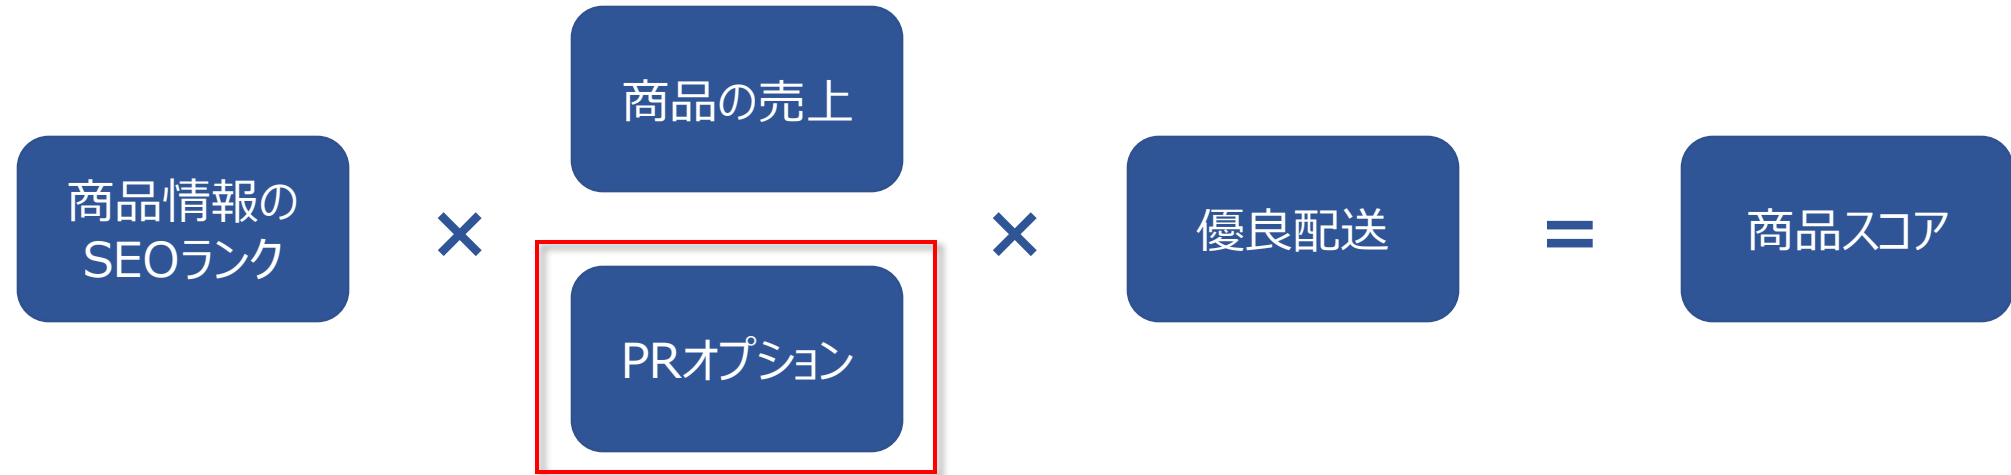 商品情報の
SEOランク
×
商品の売上
PRオプション
×
優良配送
=
商品スコア